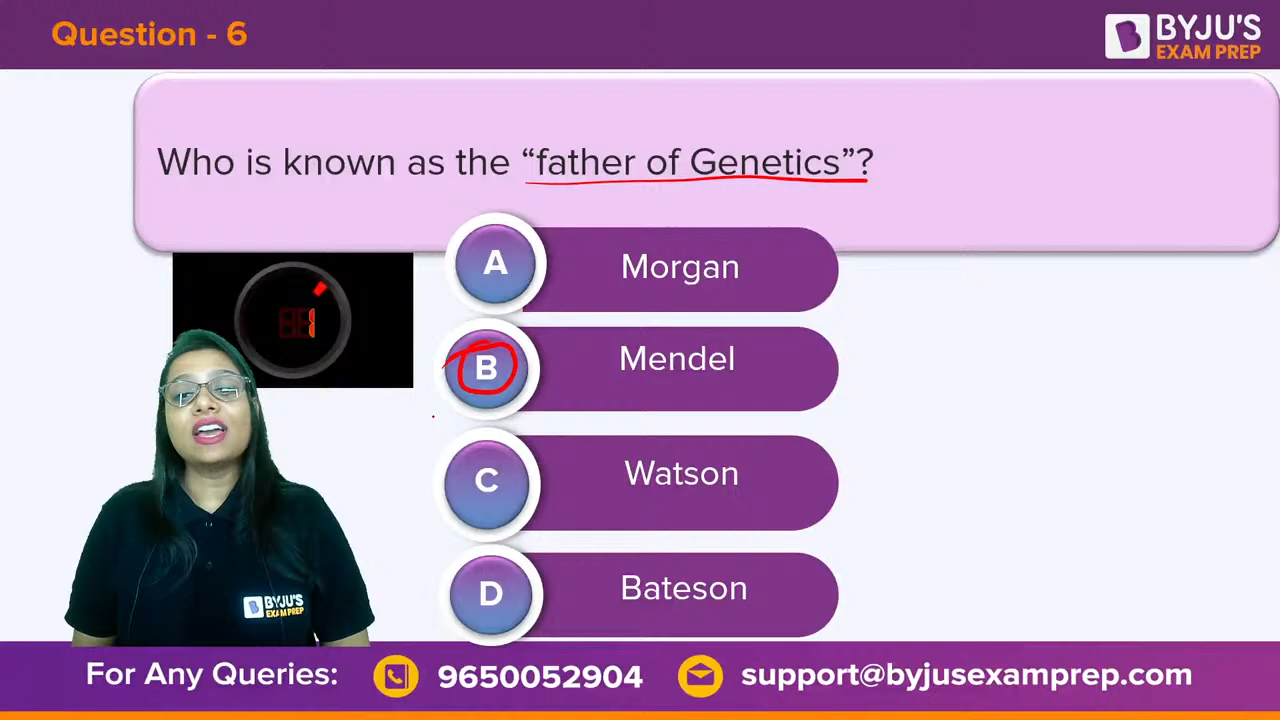 Question - 6
BYJU'S
EXAM PREP
Who is known as the “father of Genetics”?
A
Morgan
1
B
Mendel
C
Watson
D
Bateson
BYJU'S
EXAM PREP
For Any Queries:
9650052904
support@byjusexamprep.com